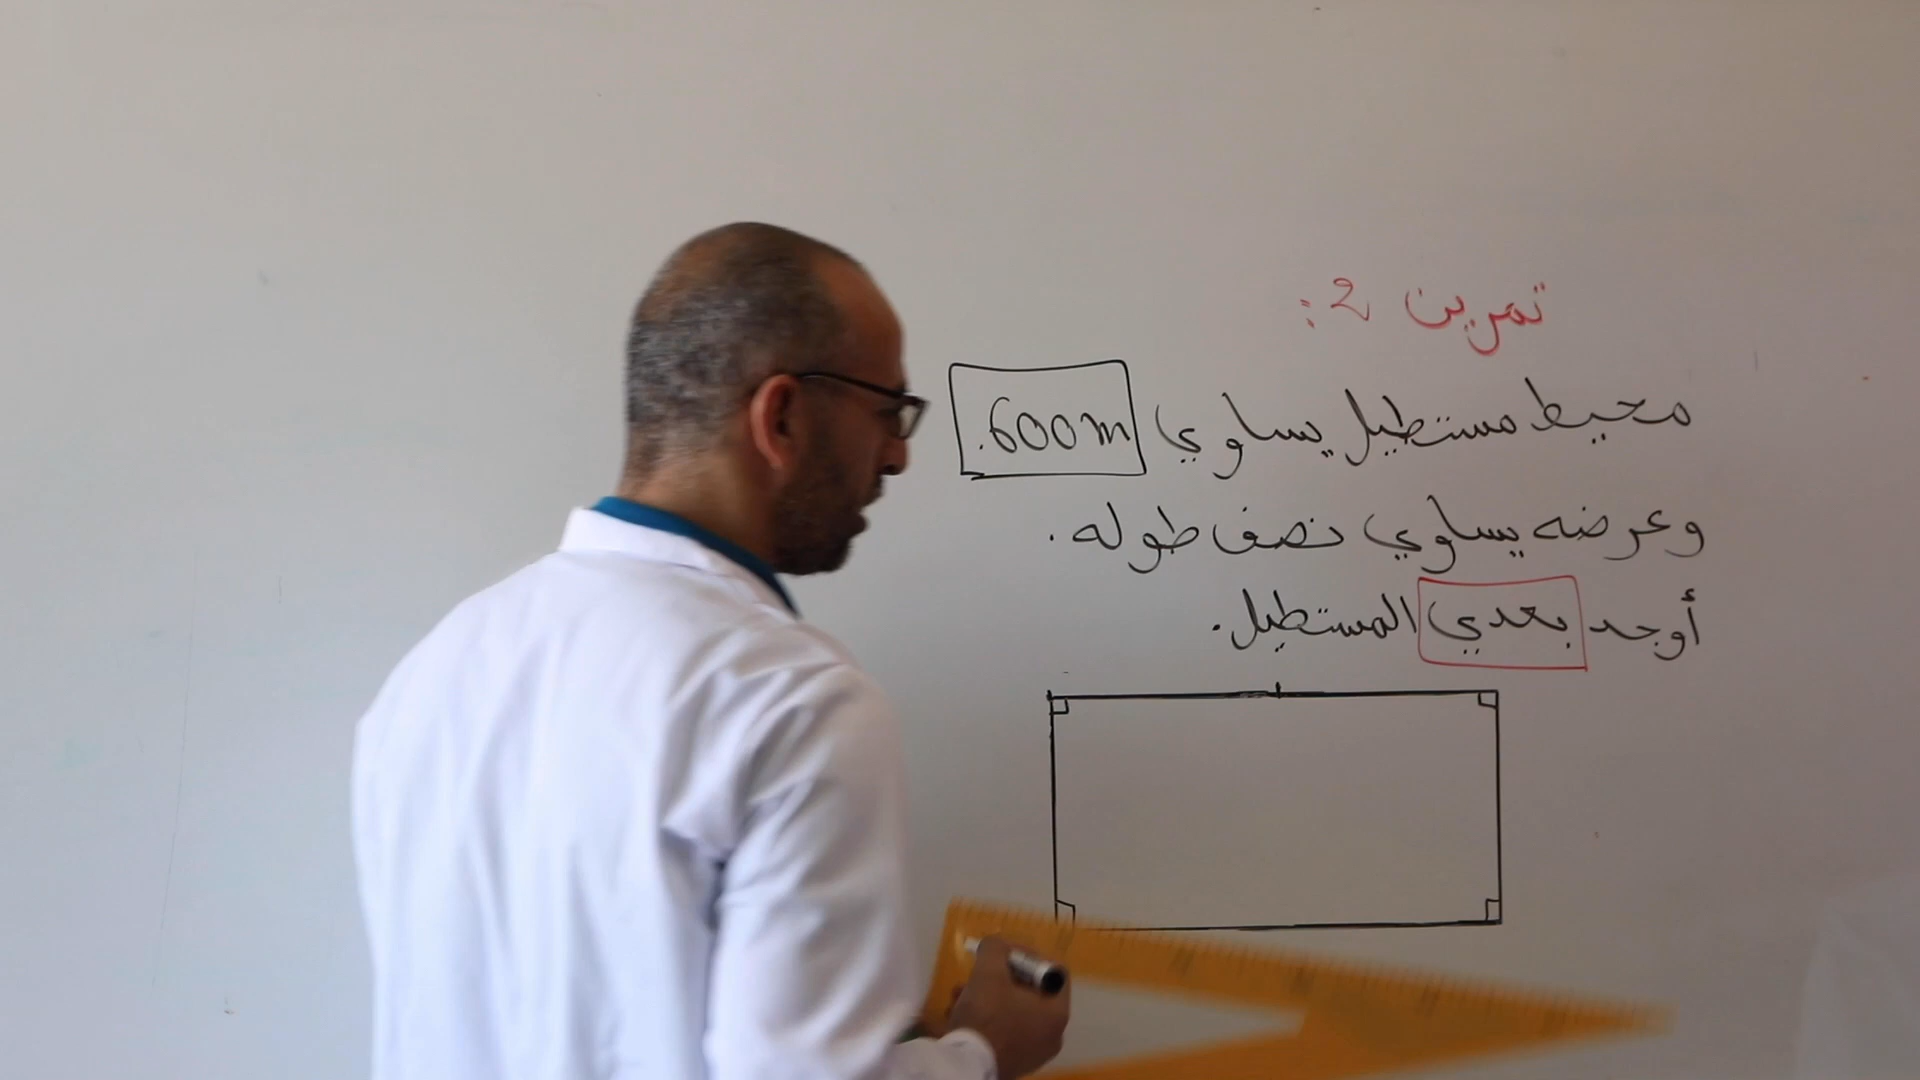 تمرين 2 :
محيط مستطيل يساوي 600m.
وعرضه يساوي نصف طوله .
أوجد بعدي المستطيل.